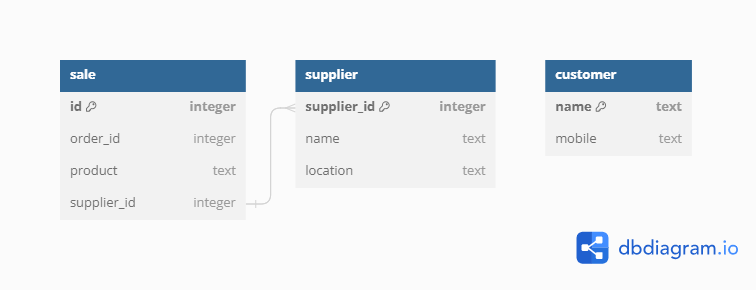 sale
id integer
order_id integer
product text
supplier_id integer
supplier
supplier_id integer
name text
location text
customer
name text
mobile text
dbdiagram.io